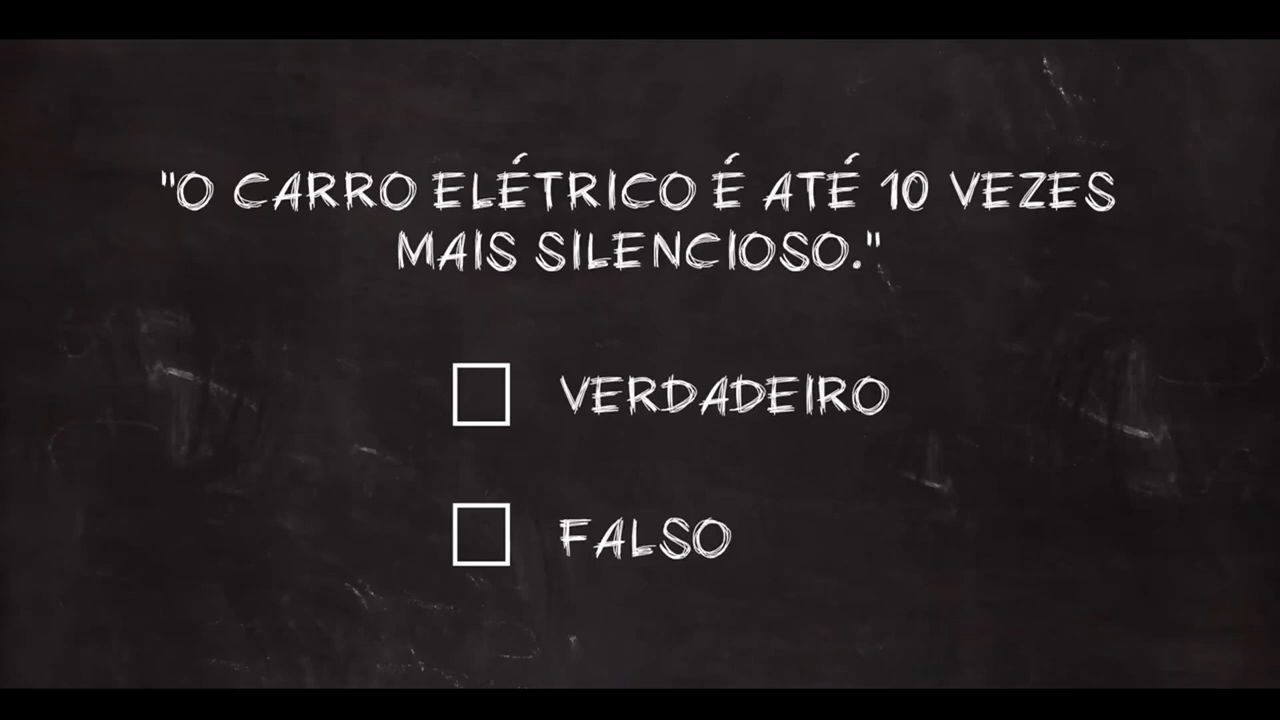 "O CARRO ELÉTRICO É ATÉ 10 VEZES
MAIS SILENCIOSO."
VERDADEIRO
FALSO